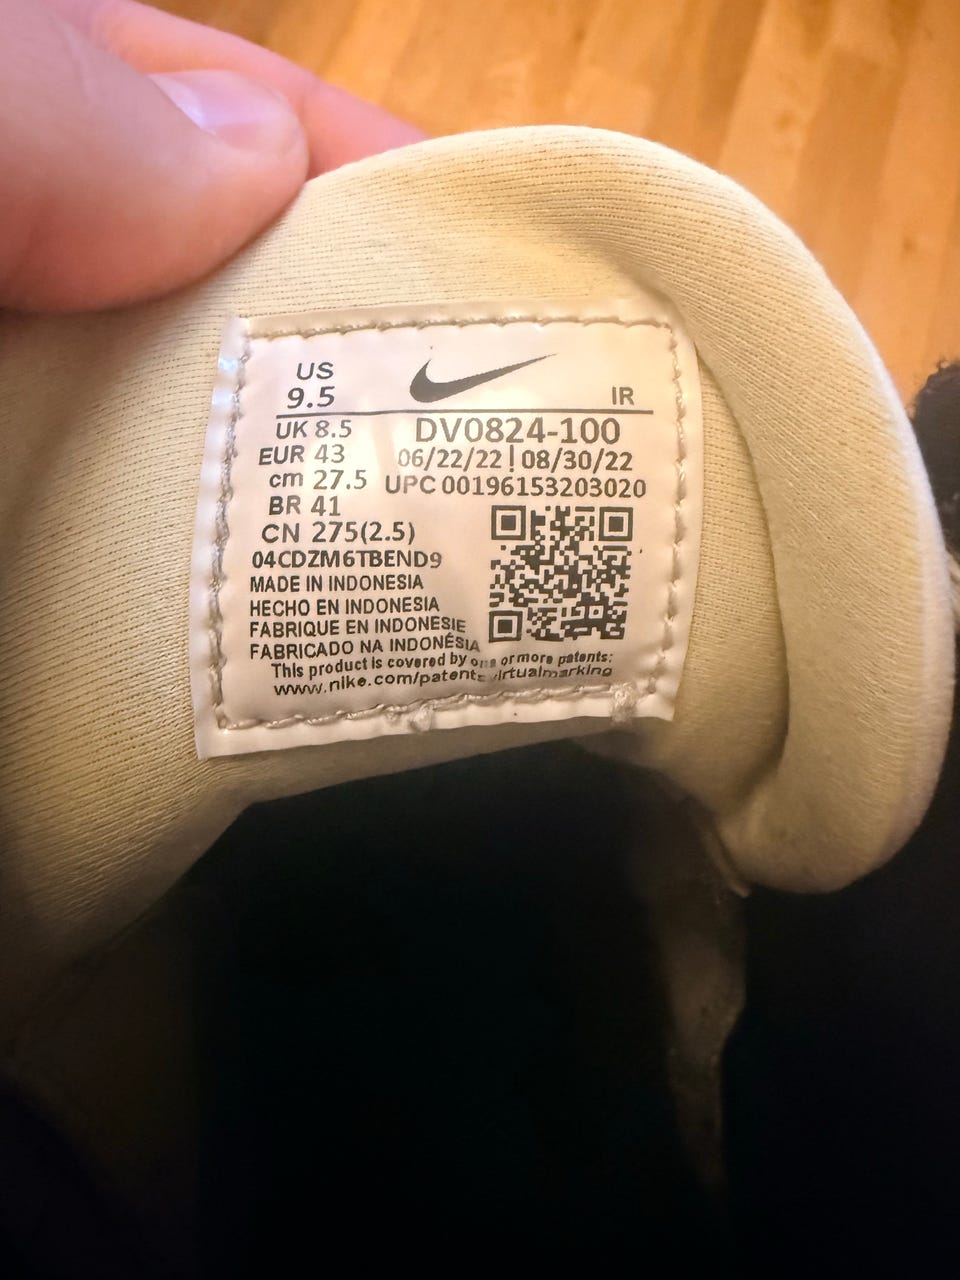 US
9.5
IR
UK 8.5
DV0824-100
EUR 43
06/22/22 | 08/30/22
cm 27.5
UPC 00196153203020
BR 41
CN 275(2.5)
04CDZM6TBEND9
MADE IN INDONESIA
HECHO EN INDONESIA
FABRIQUE EN INDONESIE
FABRICADO NA INDONÉSIA
This product is covered by one or more patents:
www.nike.com/patents virtualmarking